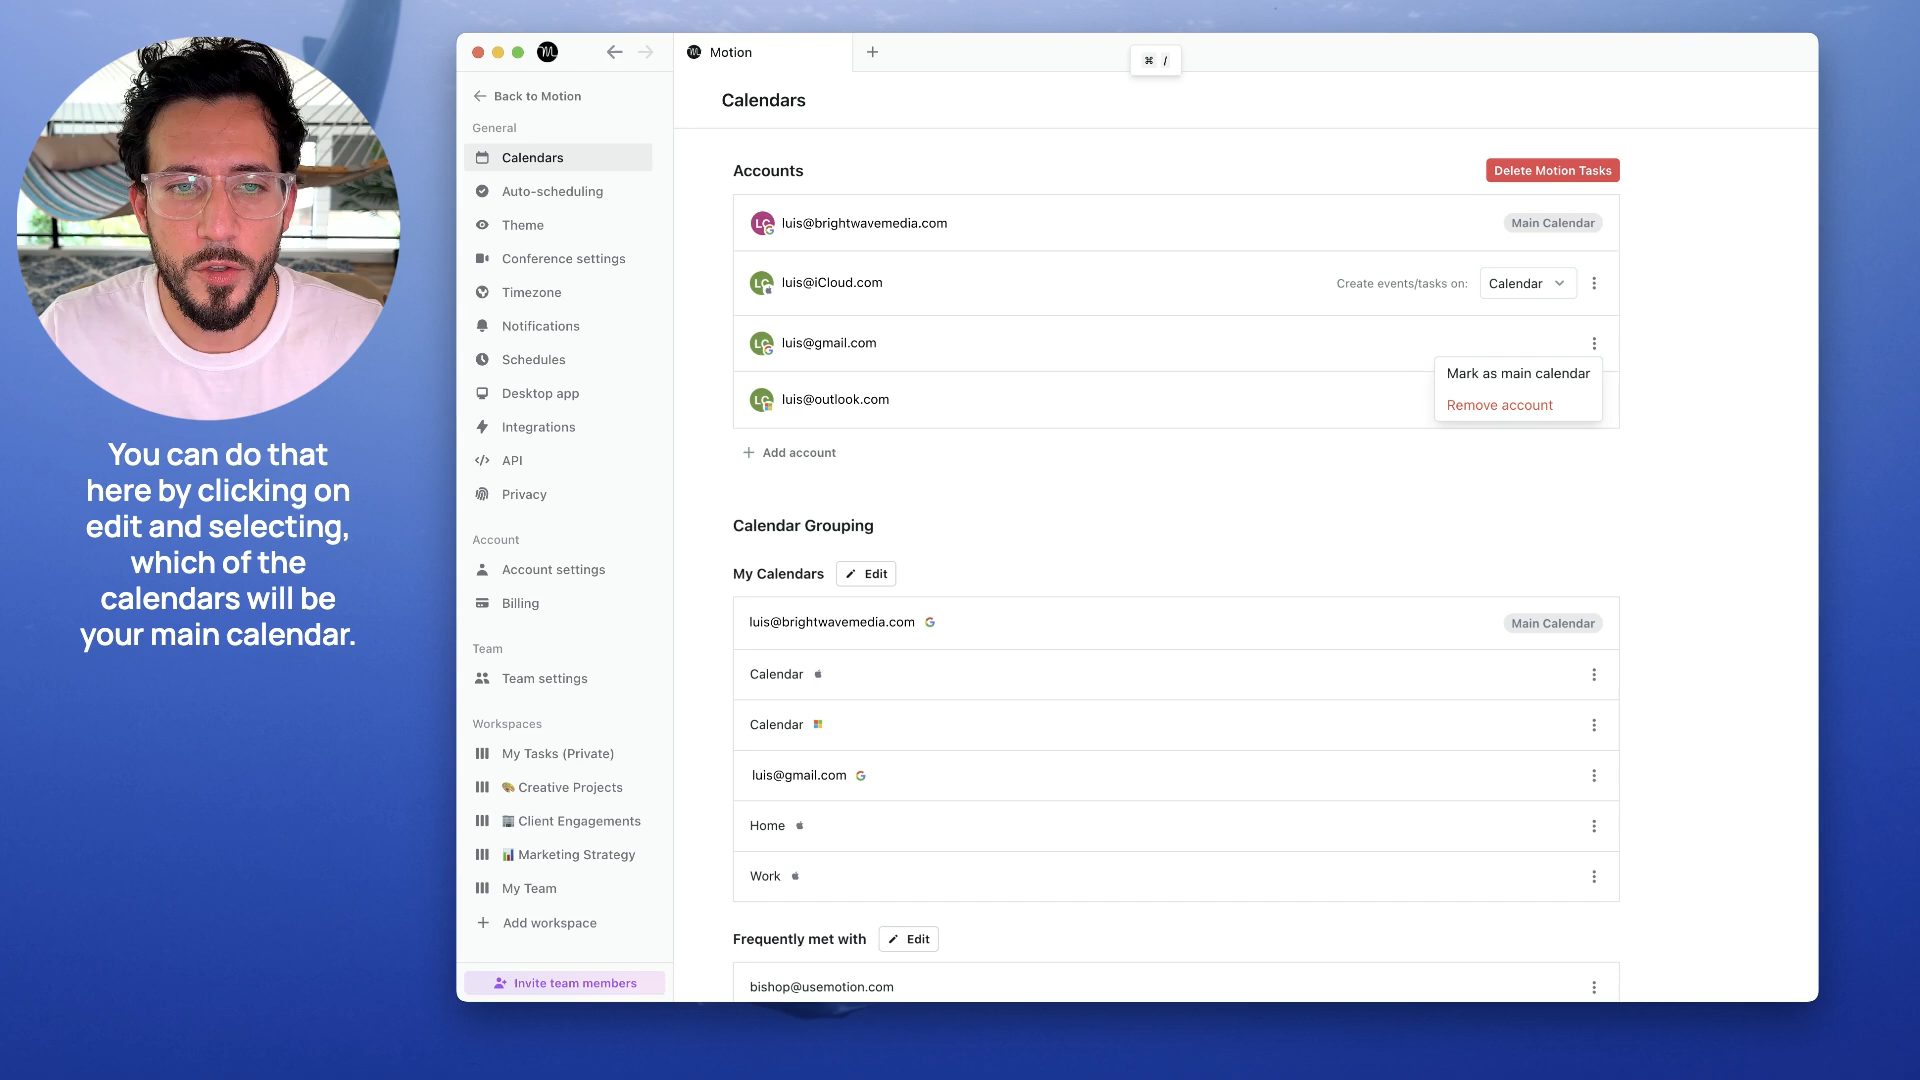 Motion
⌘ /
Back to Motion
General
Calendars
Auto-scheduling
Theme
Conference settings
Timezone
Notifications
Schedules
Desktop app
Integrations
API
Privacy
Account
Account settings
Billing
Team
Team settings
Workspaces
My Tasks (Private)
Creative Projects
Client Engagements
Marketing Strategy
My Team
Add workspace
Invite team members
Calendars
Accounts
Delete Motion Tasks
LC luis@brightwavemedia.com Main Calendar
LC luis@iCloud.com Create events/tasks on: Calendar
LC luis@gmail.com
Mark as main calendar
LC luis@outlook.com
Remove account
Add account
Calendar Grouping
My Calendars Edit
luis@brightwavemedia.com Main Calendar
Calendar
Calendar
luis@gmail.com
Home
Work
Frequently met with Edit
bishop@usemotion.com
You can do that
here by clicking on
edit and selecting,
which of the
calendars will be
your main calendar.